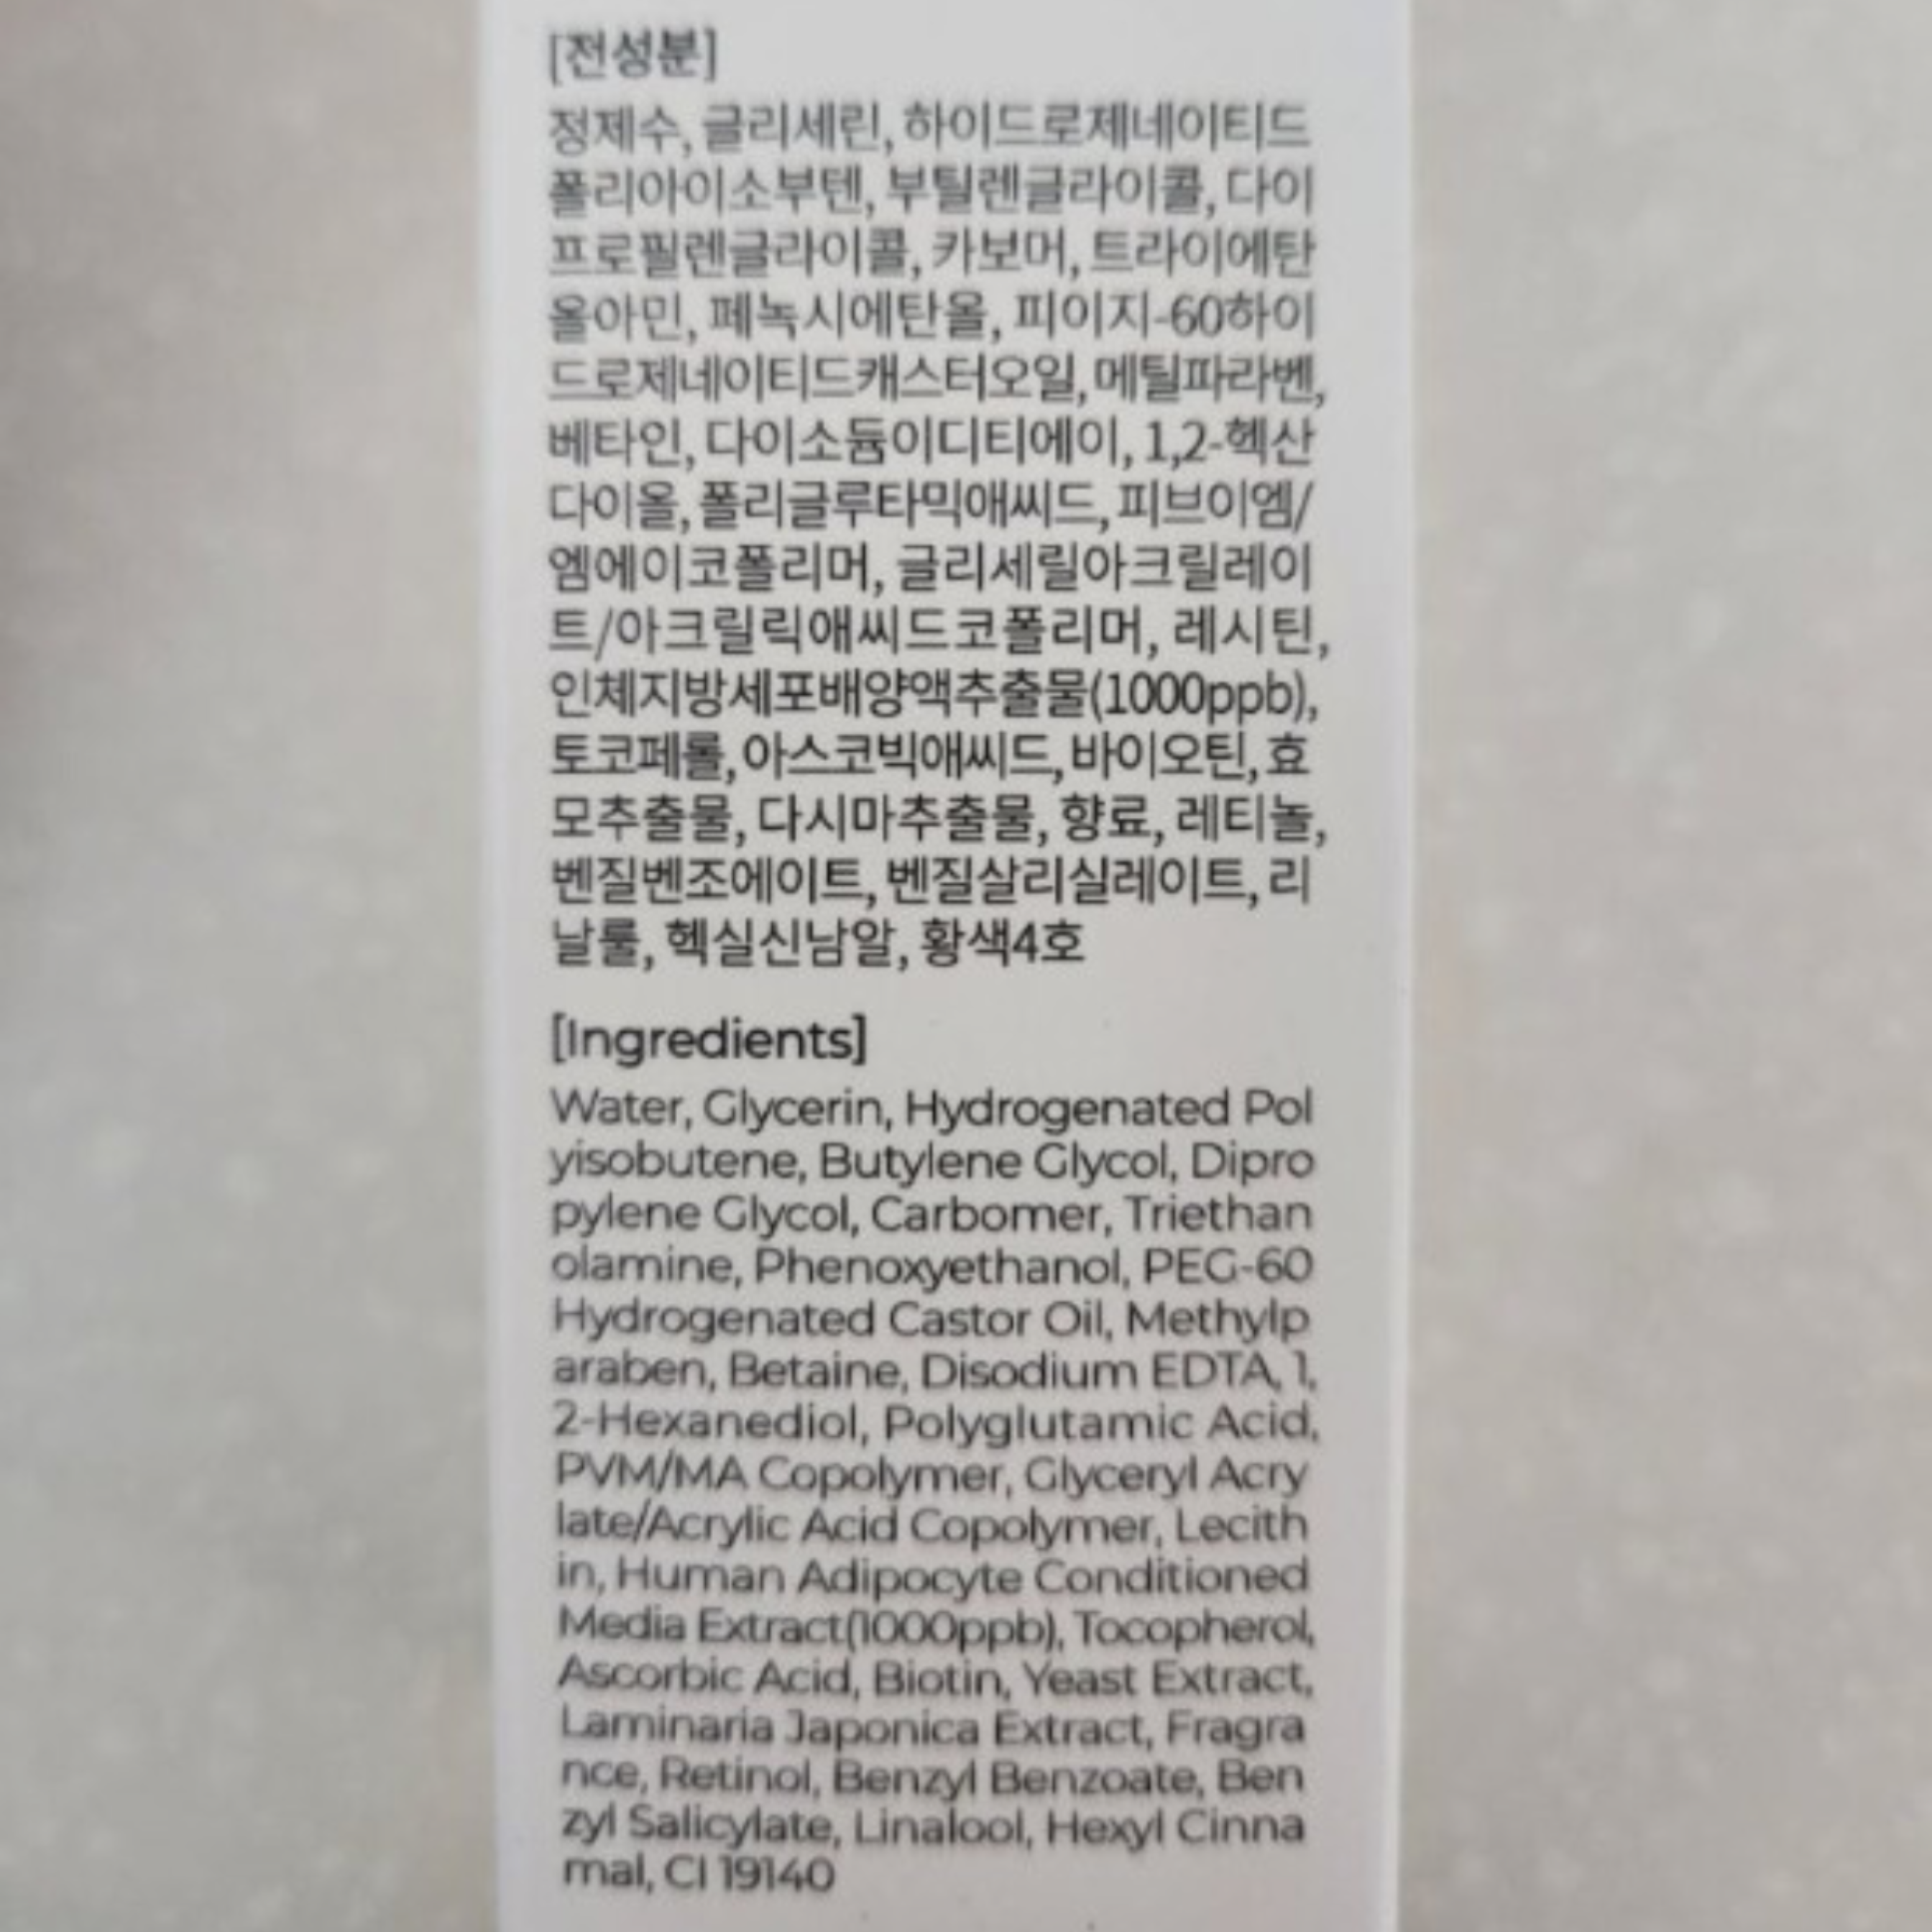 [전성분]
정제수, 글리세린, 하이드로제네이티드
폴리아이소부텐, 부틸렌글라이콜, 다이
프로필렌글라이콜, 카보머, 트라이에탄
올아민, 페녹시에탄올, 피이지-60하이
드로제네이티드캐스터오일, 메틸파라벤,
베타인, 다이소듐이디티에이, 1,2-헥산
다이올, 폴리글루타믹애씨드, 피브이엠/
엠에이코폴리머, 글리세릴아크릴레이
트/아크릴릭애씨드코폴리머, 레시틴,
인체지방세포배양액추출물(1000ppb),
토코페롤, 아스코빅애씨드, 바이오틴, 효
모추출물, 다시마추출물, 향료, 레티놀,
벤질벤조에이트, 벤질살리실레이트, 리
날룰, 헥실신남알, 황색4호
[Ingredients]
Water, Glycerin, Hydrogenated Pol
yisobutene, Butylene Glycol, Dipro
pylene Glycol, Carbomer, Triethan
olamine, Phenoxyethanol, PEG-60
Hydrogenated Castor Oil, Methylp
araben, Betaine, Disodium EDTA, 1,
2-Hexanediol, Polyglutamic Acid,
PVM/MA Copolymer, Glyceryl Acry
late/Acrylic Acid Copolymer, Lecith
in, Human Adipocyte Conditioned
Media Extract(1000ppb), Tocopherol,
Ascorbic Acid, Biotin, Yeast Extract,
Laminaria Japonica Extract, Fragra
nce, Retinol, Benzyl Benzoate, Ben
zyl Salicylate, Linalool, Hexyl Cinna
mal, CI 19140